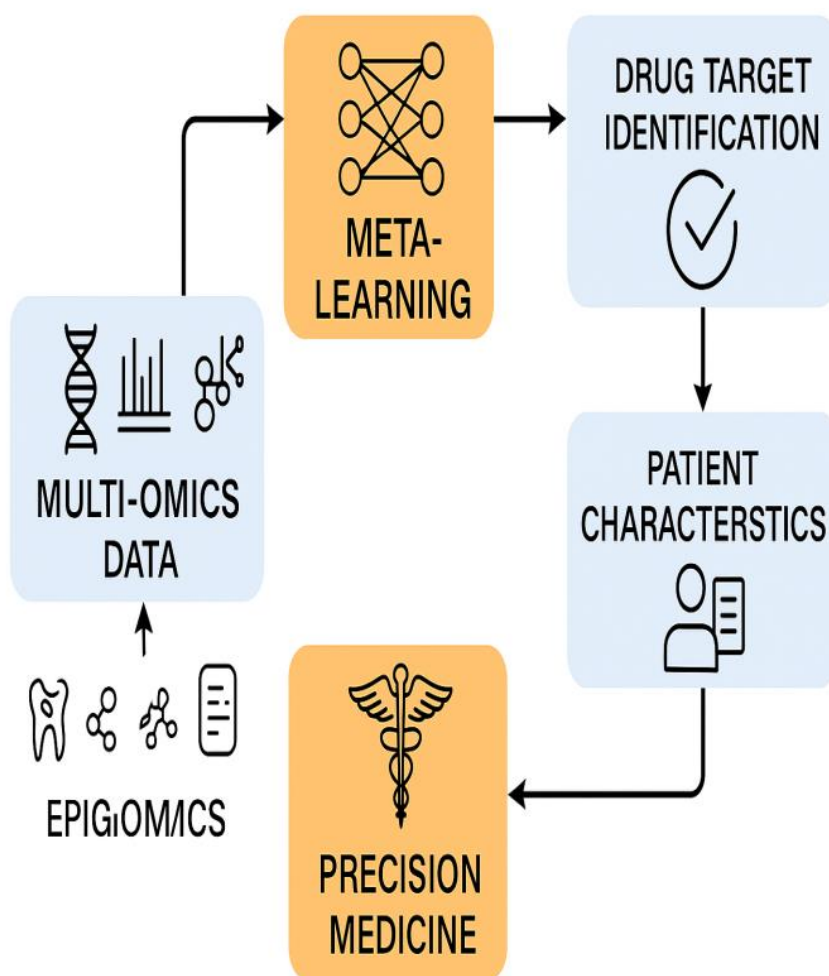 META-
LEARNING
DRUG TARGET
IDENTIFICATION
MULTI-OMICS
DATA
PATIENT
CHARACTERSTICS
PRECISION
MEDICINE